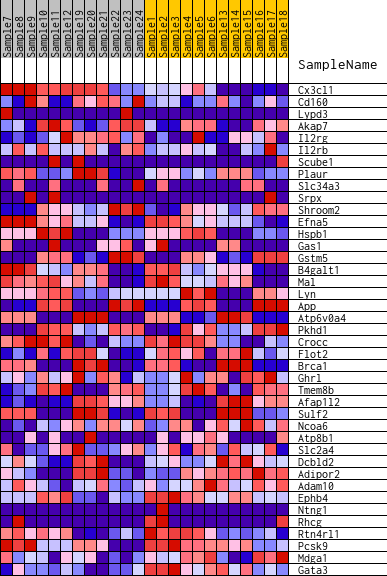 Sample7
Sample8
Sample9
Sample10
Sample11
Sample12
Sample19
Sample20
Sample21
Sample22
Sample23
Sample24
Sample1
Sample2
Sample3
Sample4
Sample5
Sample6
Sample13
Sample14
Sample15
Sample16
Sample17
Sample18
SampleName
Cx3cl1
Cd160
Lypd3
Akap7
Il2rg
Il2rb
Scube1
Plaur
Slc34a3
Srpx
Shroom2
Efna5
Hspb1
Gas1
Gstm5
B4galt1
Mal
Lyn
App
Atp6v0a4
Pkhd1
Crocc
Flot2
Brca1
Ghrl
Tmem8b
Afap1l2
Sulf2
Ncoa6
Atp8b1
Slc2a4
Dcbld2
Adipor2
Adam10
Ephb4
Ntng1
Rhcg
Rtn4rl1
Pcsk9
Mdga1
Gata3